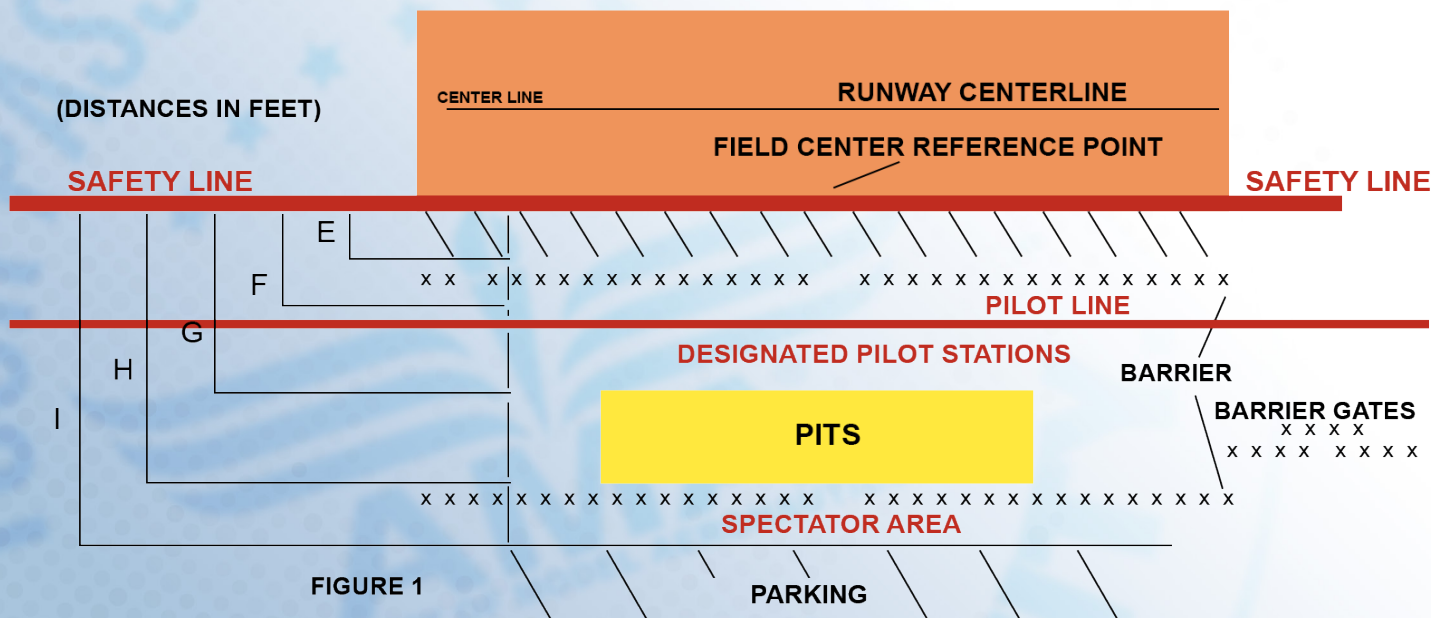 CENTER LINE
RUNWAY CENTERLINE
(DISTANCES IN FEET)
FIELD CENTER REFERENCE POINT
SAFETY LINE
SAFETY LINE
E
x x x x x x x x x x x x x x x x x x x x x x x x x x x x x x x x
F
PILOT LINE
G
DESIGNATED PILOT STATIONS
H
BARRIER
I
BARRIER GATES
x x x x
x x x x x x x x
PITS
x x x x x x x x x x x x x x x x x x x x x x x x x x x x x x x x x
SPECTATOR AREA
FIGURE 1
PARKING